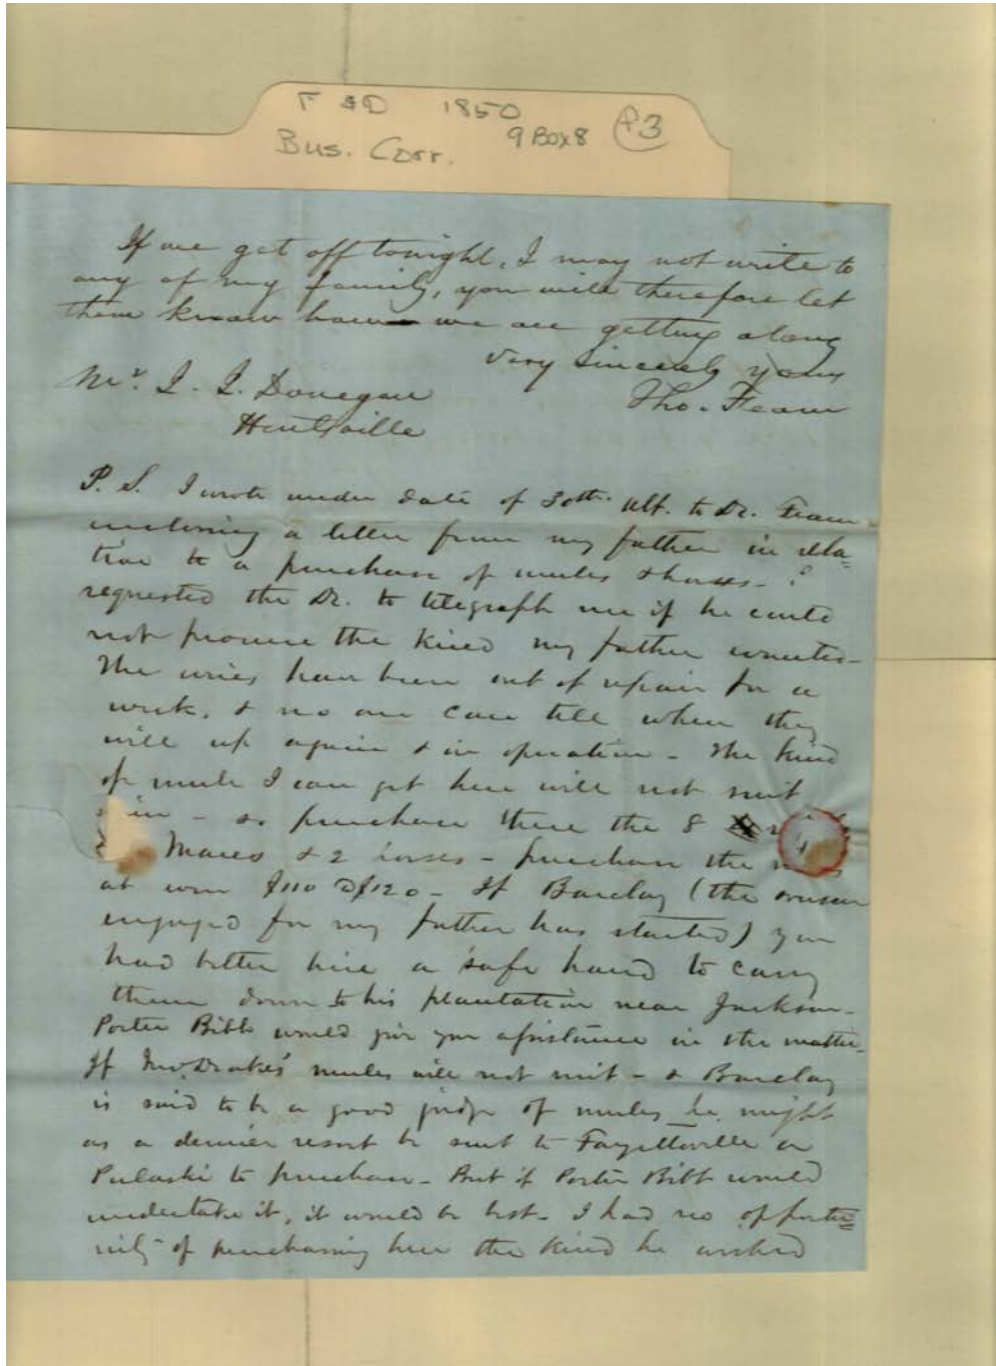 F & D 1850
9 Box 8 P3
Bus. Corr.
If we get off tonight, I may not write to
any of my family, you will therefore let
them know how we are getting along
Very sincerely yours
Tho. Fearn
Mr. J. J. Donegan
Huntsville
P. S. I wrote under date of 30th. Ult. to Dr. Fearn
inclosing a letter from my father in rela=
tion to a purchase of mules & horses - I
requested the Dr. to telegraph me if he could
not procure the kind my father wanted -
The wires have been out of repair for a
week, & no one can tell when they
will up again & in operation - The kind
of mule I can get here will not suit
him - so purchase there the 8
Mares & 2 horses - purchase the
at from $110 @ $120 - If Barclay (the
engaged for my father has started) you
had better hire a safe hand to carry
them down to his plantation near Jackson -
Porter Bibb would give you assistance in the matter -
If Drakes' mules will not suit - & Barclay
is said to be a good judge of mules he might
as a dernier resort be sent to Fayetteville or
Pulaski to purchase - But if Porter Bibb would
undertake it, it would be best - I had no opportu=
nity of purchasing here the kind he wished